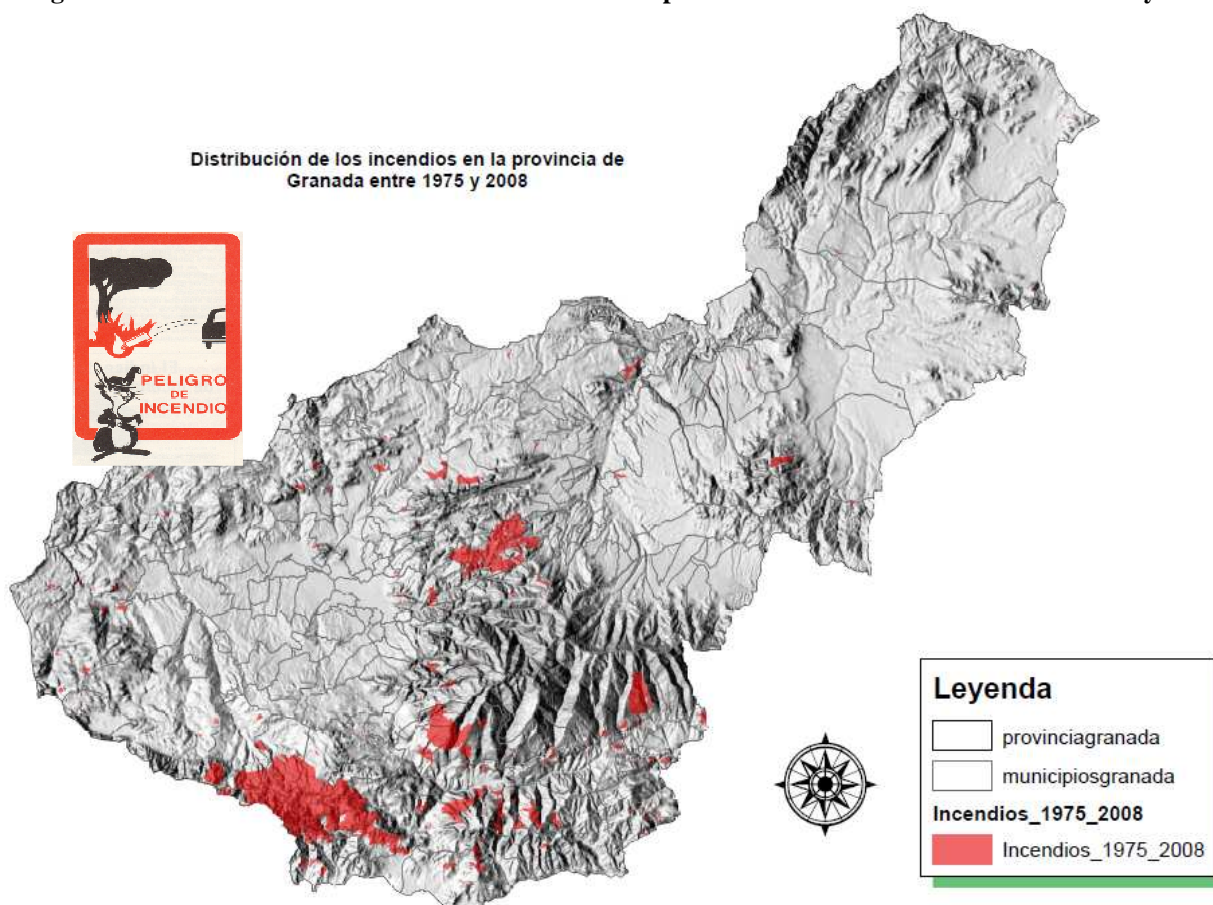 Distribución de los incendios en la provincia de
Granada entre 1975 y 2008
PELIGRO
DE
INCENDIO
Leyenda
provinciagranada
municipiosgranada
Incendios_1975_2008
Incendios_1975_2008